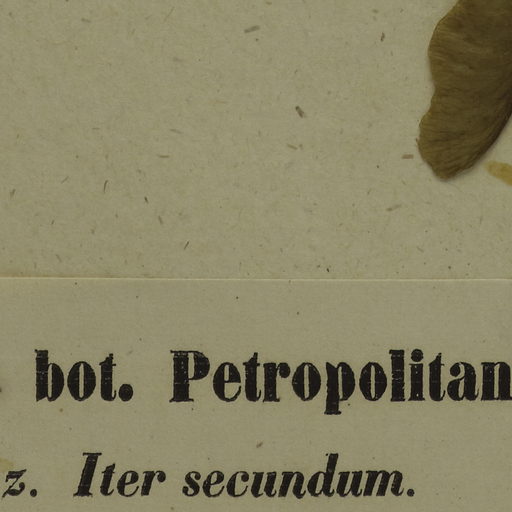 bot. Petropolitan
z. Iter secundum.